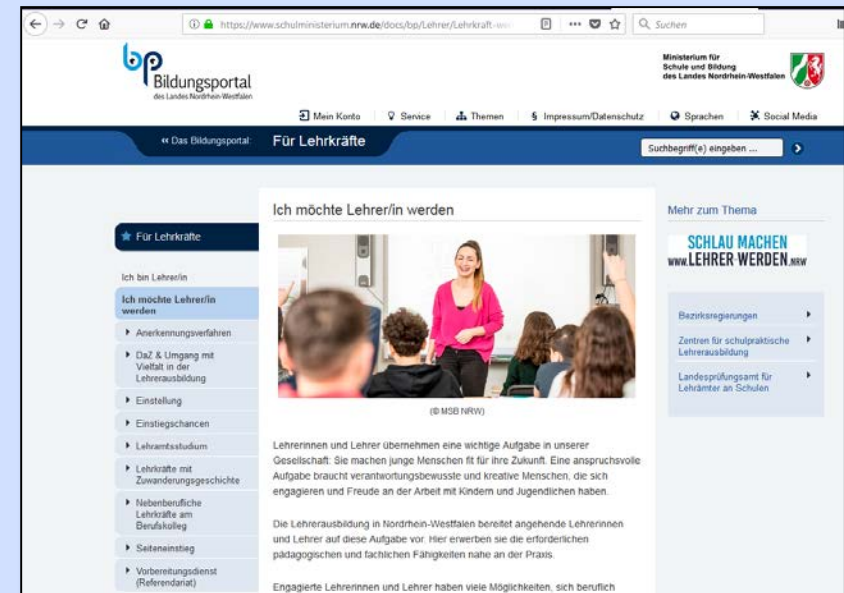 https://www.schulministerium.nrw.de/docs/bp/Lehrer/Lehrkraft-we
Suchen
bp
Bildungsportal
des Landes Nordrhein-Westfalen
Ministerium für
Schule und Bildung
des Landes Nordrhein-Westfalen
Mein Konto
Service
Themen
§ Impressum/Datenschutz
Sprachen
Social Media
Das Bildungsportal:
Für Lehrkräfte
Suchbegriff(e) eingeben ...
Für Lehrkräfte
Ich bin Lehrer/in
Ich möchte Lehrer/in
werden
Anerkennungsverfahren
DaZ & Umgang mit
Vielfalt in der
Lehrerausbildung
Einstellung
Einstiegschancen
Lehramtsstudium
Lehrkräfte mit
Zuwanderungsgeschichte
Nebenberufliche
Lehrkräfte am
Berufskolleg
Seiteneinstieg
Vorbereitungsdienst
(Referendariat)
Ich möchte Lehrer/in werden
(© MSB NRW)
Lehrerinnen und Lehrer übernehmen eine wichtige Aufgabe in unserer
Gesellschaft: Sie machen junge Menschen fit für ihre Zukunft. Eine anspruchsvolle
Aufgabe braucht verantwortungsbewusste und kreative Menschen, die sich
engagieren und Freude an der Arbeit mit Kindern und Jugendlichen haben.
Die Lehrerausbildung in Nordrhein-Westfalen bereitet angehende Lehrerinnen
und Lehrer auf diese Aufgabe vor. Hier erwerben sie die erforderlichen
pädagogischen und fachlichen Fähigkeiten nahe an der Praxis.
Engagierte Lehrerinnen und Lehrer haben viele Möglichkeiten, sich beruflich
Mehr zum Thema
SCHLAU MACHEN
WWW.LEHRER-WERDEN.NRW
Bezirksregierungen
Zentren für schulpraktische
Lehrerausbildung
Landesprüfungsamt für
Lehrämter an Schulen